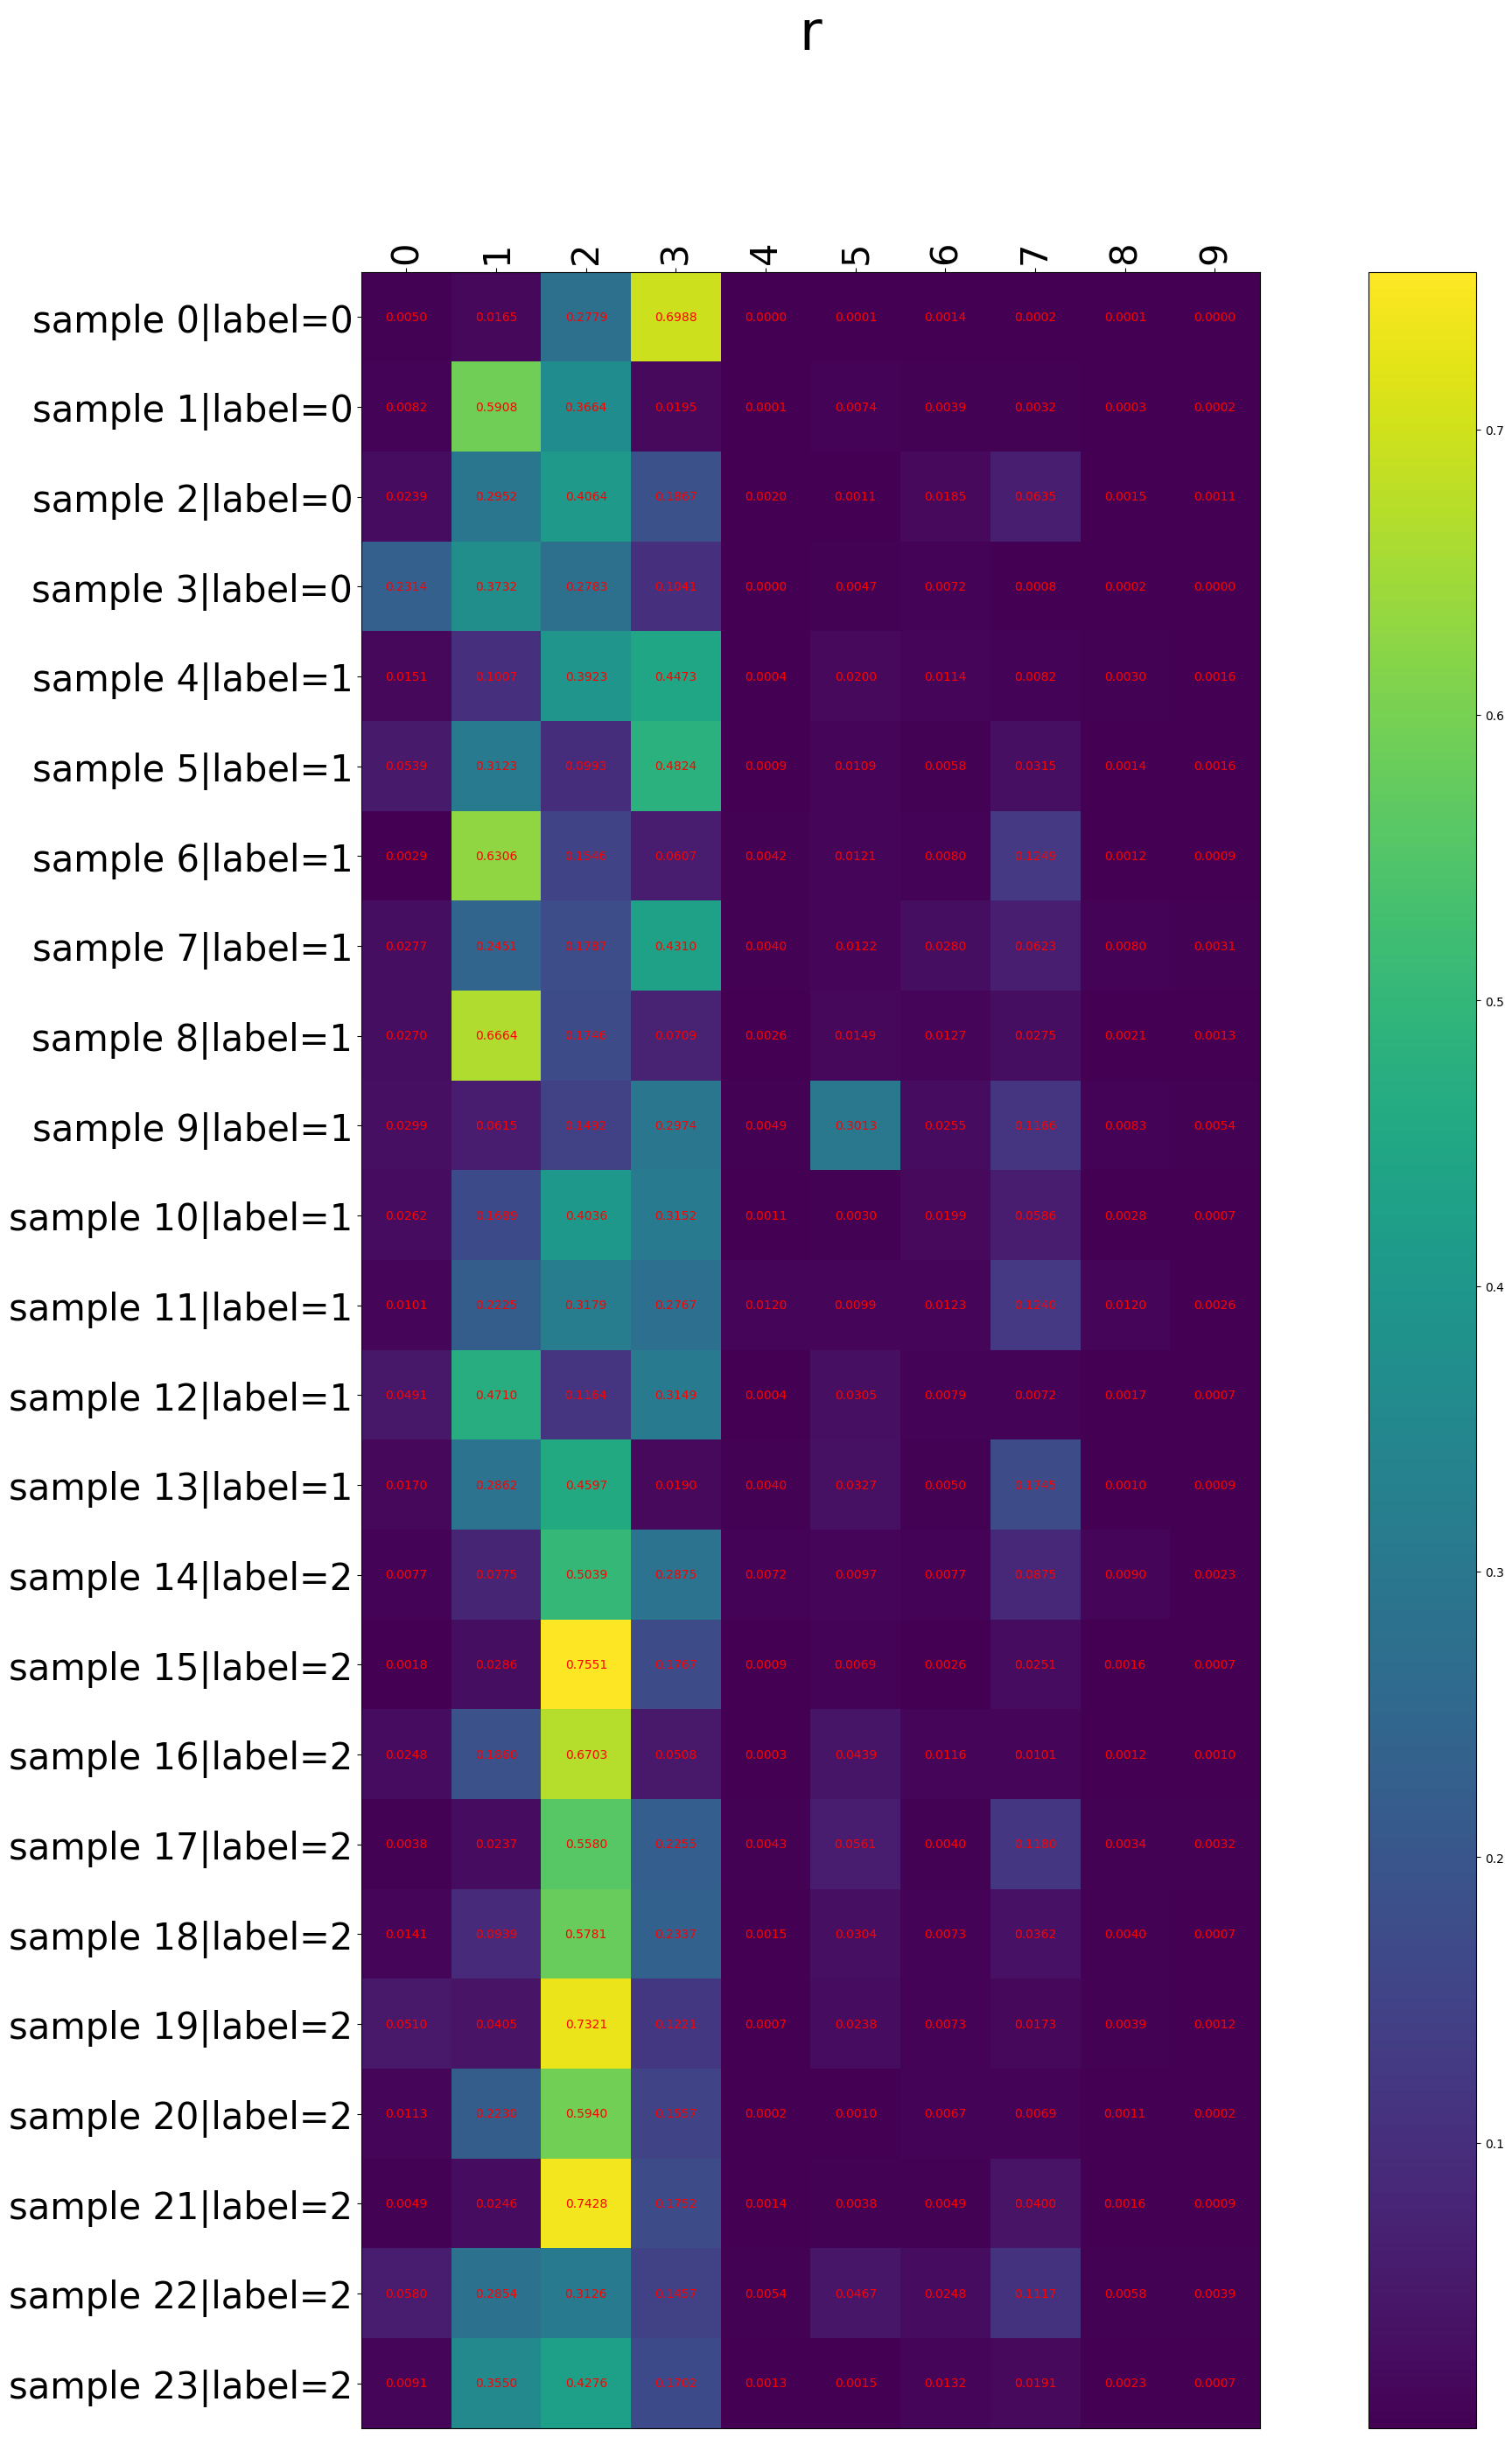 r
0 1 2 3 4 5 6 7 8 9
sample 0|label=0 0.0050 0.0165 0.2779 0.6988 0.0000 0.0001 0.0014 0.0002 0.0001 0.0000
sample 1|label=0 0.0082 0.5908 0.3664 0.0195 0.0001 0.0074 0.0039 0.0032 0.0003 0.0002
0.7
sample 2|label=0 0.0239 0.2952 0.4064 0.0020 0.0011 0.0185 0.0635 0.0015 0.0011
sample 3|label=0 0.2314 0.3732 0.2783 0.1041 0.0000 0.0047 0.0072 0.0008 0.0002 0.0000
sample 4|label=1 0.0151 0.1007 0.3923 0.4473 0.0004 0.0200 0.0114 0.0082 0.0030 0.0016
0.6
sample 5|label=1 0.0539 0.3123 0.0993 0.4824 0.0009 0.0109 0.0058 0.0315 0.0014 0.0016
sample 6|label=1 0.0029 0.6306 0.0607 0.0042 0.0121 0.0080 0.1249 0.0012 0.0009
sample 7|label=1 0.0277 0.2451 0.4310 0.0040 0.0122 0.0280 0.0623 0.0080 0.0031
0.5
sample 8|label=1 0.0270 0.6664 0.0709 0.0026 0.0149 0.0127 0.0275 0.0021 0.0013
sample 9|label=1 0.0299 0.0615 0.2974 0.0049 0.3013 0.0255 0.1166 0.0083 0.0054
sample 10|label=1 0.0262 0.4036 0.3152 0.0011 0.0030 0.0199 0.0586 0.0028 0.0007
0.4
sample 11|label=1 0.0101 0.2225 0.3179 0.2767 0.0120 0.0099 0.0123 0.0120 0.0026
sample 12|label=1 0.0491 0.4710 0.1164 0.3149 0.0004 0.0305 0.0079 0.0072 0.0017 0.0007
sample 13|label=1 0.0170 0.2862 0.4597 0.0190 0.0040 0.0327 0.0050 0.1745 0.0010 0.0009
0.3
sample 14|label=2 0.0077 0.0775 0.5039 0.2875 0.0072 0.0097 0.0077 0.0875 0.0090 0.0023
sample 15|label=2 0.0018 0.0286 0.7551 0.0009 0.0069 0.0026 0.0251 0.0016 0.0007
sample 16|label=2 0.0248 0.6703 0.0508 0.0003 0.0439 0.0116 0.0101 0.0012 0.0010
0.2
sample 17|label=2 0.0038 0.0237 0.5580 0.0043 0.0561 0.0040 0.0034 0.0032
sample 18|label=2 0.0141 0.0939 0.5781 0.2337 0.0015 0.0304 0.0073 0.0362 0.0040 0.0007
sample 19|label=2 0.0510 0.0405 0.7321 0.1221 0.0007 0.0238 0.0073 0.0173 0.0039 0.0012
sample 20|label=2 0.0113 0.5940 0.0002 0.0010 0.0067 0.0069 0.0011 0.0002
0.1
sample 21|label=2 0.0049 0.0246 0.7428 0.0014 0.0038 0.0049 0.0400 0.0016 0.0009
sample 22|label=2 0.0580 0.2854 0.3126 0.0054 0.0467 0.0248 0.0058 0.0039
sample 23|label=2 0.0091 0.3550 0.4276 0.1702 0.0013 0.0015 0.0132 0.0191 0.0023 0.0007